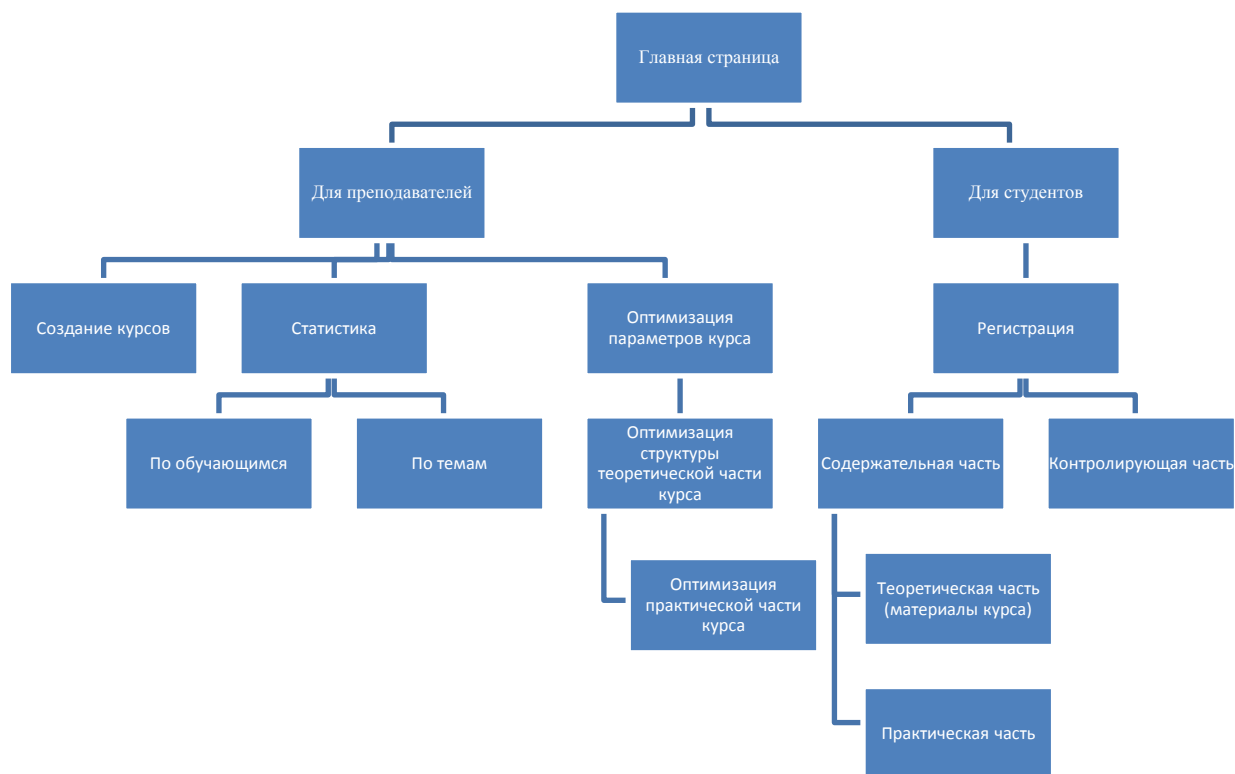 Главная страница
Для преподавателей
Для студентов
Создание курсов
Статистика
Оптимизация
параметров курса
Регистрация
По обучающимся
По темам
Оптимизация
структуры
теоретической части
курса
Содержательная часть
Контролирующая часть
Оптимизация
практической части
курса
Теоретическая часть
(материалы курса)
Практическая часть